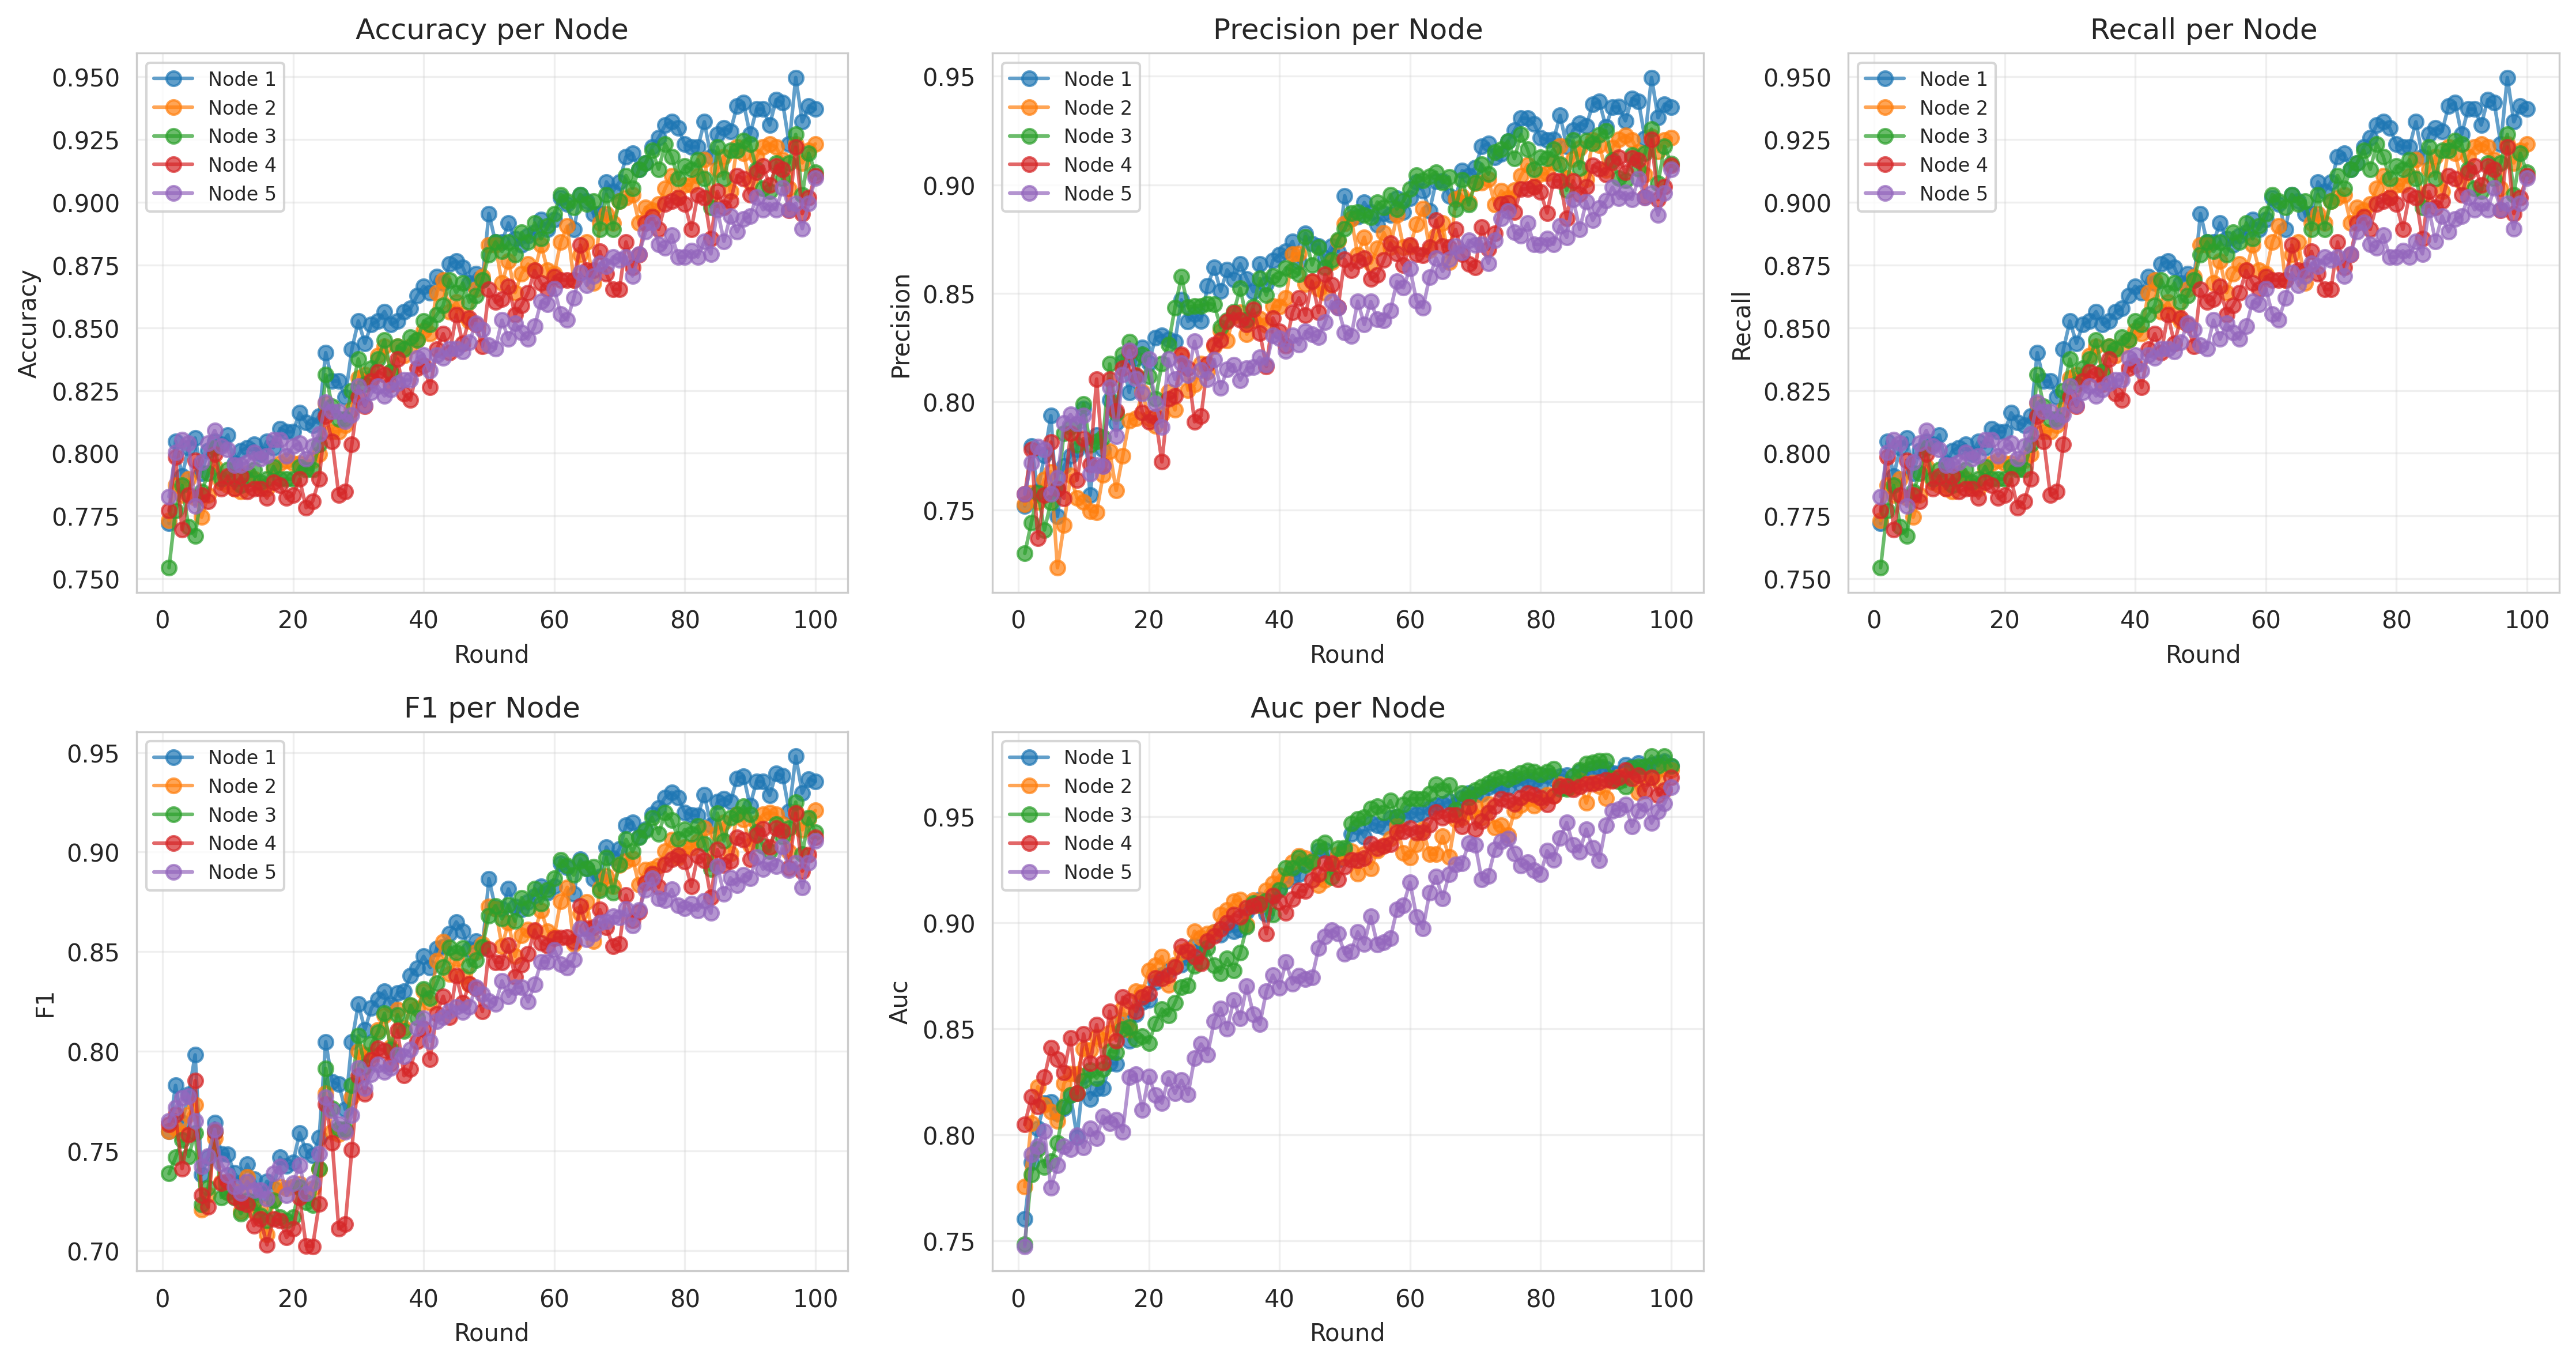 Accuracy per Node
Accuracy
0.950
0.925
0.900
0.875
0.850
0.825
0.800
0.775
0.750
Node 1
Node 2
Node 3
Node 4
Node 5
0 20 40 60 80 100
Round
Precision per Node
Precision
0.95
0.90
0.85
0.80
0.75
Node 1
Node 2
Node 3
Node 4
Node 5
0 20 40 60 80 100
Round
Recall per Node
Recall
0.950
0.925
0.900
0.875
0.850
0.825
0.800
0.775
0.750
Node 1
Node 2
Node 3
Node 4
Node 5
0 20 40 60 80 100
Round
F1 per Node
F1
0.95
0.90
0.85
0.80
0.75
0.70
Node 1
Node 2
Node 3
Node 4
Node 5
0 20 40 60 80 100
Round
Auc per Node
Auc
0.95
0.90
0.85
0.80
0.75
Node 1
Node 2
Node 3
Node 4
Node 5
0 20 40 60 80 100
Round